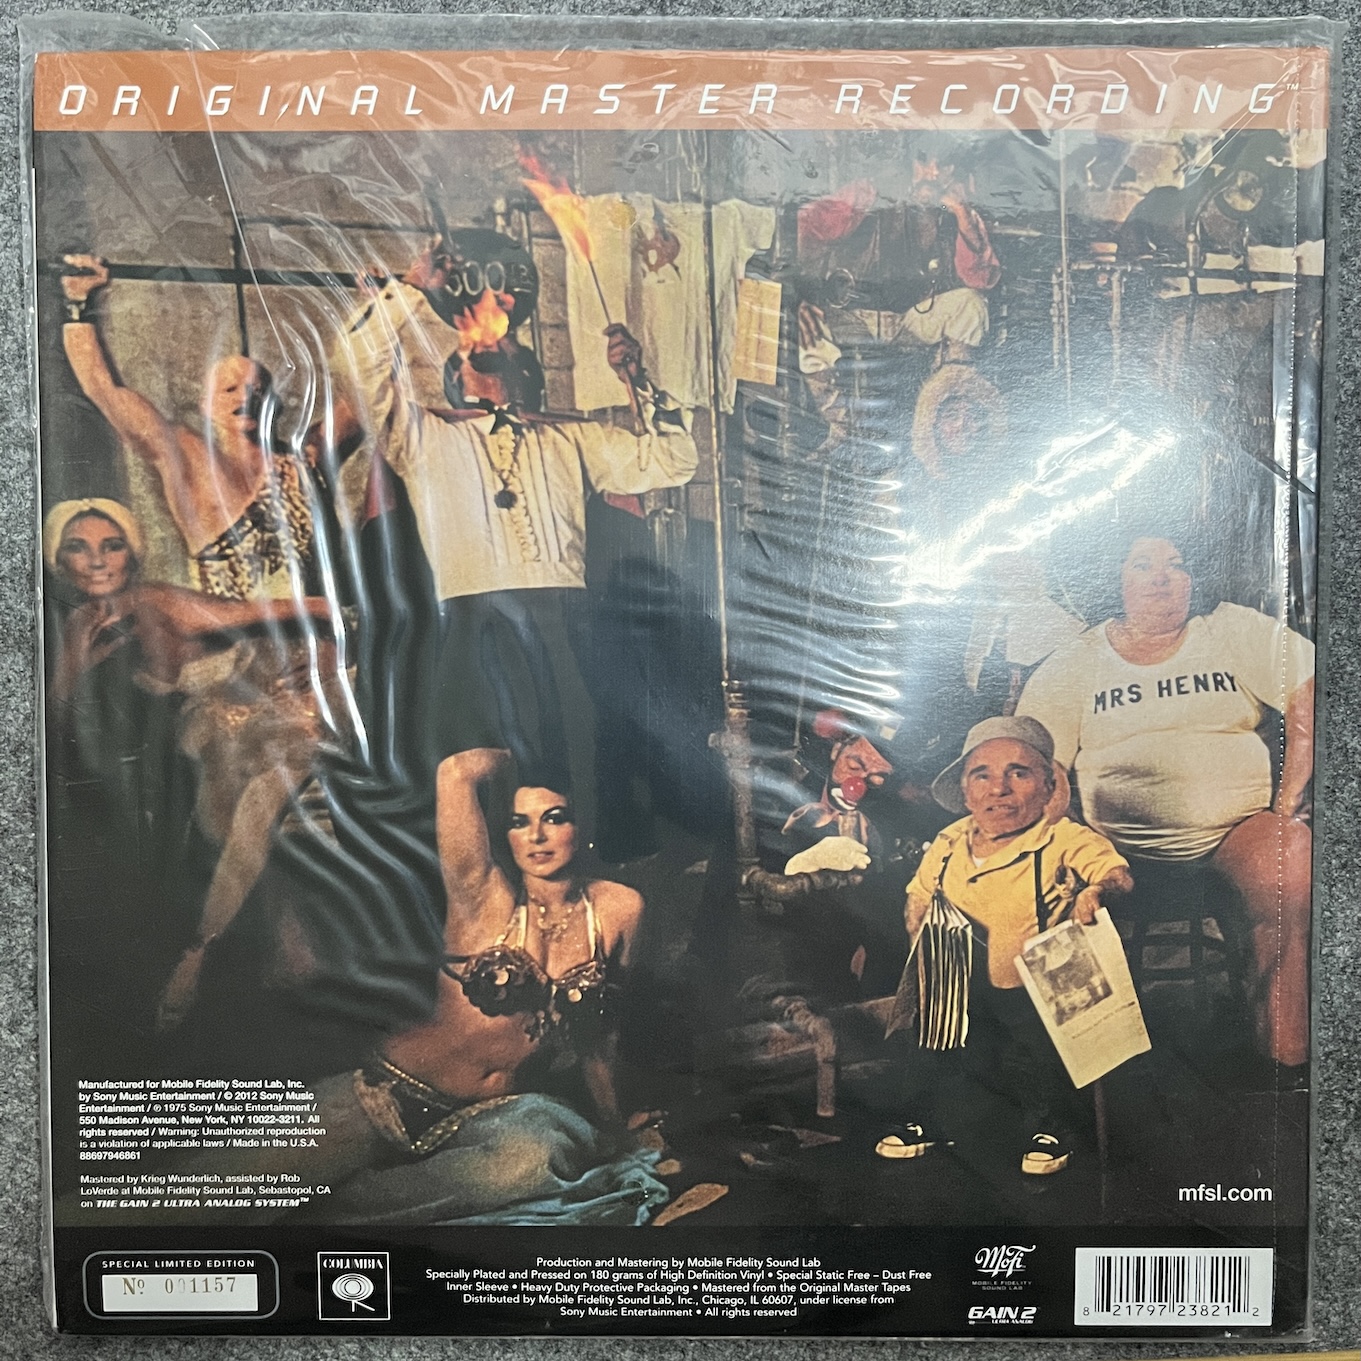 ORIGINAL MASTER RECORDING™
MRS HENRY
Manufactured for Mobile Fidelity Sound Lab, Inc.
by Sony Music Entertainment / © 2012 Sony Music
Entertainment / ℗ 1975 Sony Music Entertainment /
550 Madison Avenue, New York, NY 10022-3211. All
rights reserved / Warning: Unauthorized reproduction
is a violation of applicable laws / Made in the U.S.A.
88697946861
Mastered by Krieg Wunderlich, assisted by Rob
LoVerde at Mobile Fidelity Sound Lab, Sebastopol, CA
on THE GAIN 2 ULTRA ANALOG SYSTEM™
mfsl.com
SPECIAL LIMITED EDITION
Nº 001157
COLUMBIA
Production and Mastering by Mobile Fidelity Sound Lab
Specially Plated and Pressed on 180 grams of High Definition Vinyl • Special Static Free – Dust Free
Inner Sleeve • Heavy Duty Protective Packaging • Mastered from the Original Master Tapes
Distributed by Mobile Fidelity Sound Lab, Inc., Chicago, IL 60607, under license from
Sony Music Entertainment • All rights reserved
MoFi
MOBILE FIDELITY
SOUND LAB
GAIN 2
ULTRA ANALOG
8 21797 23821 2